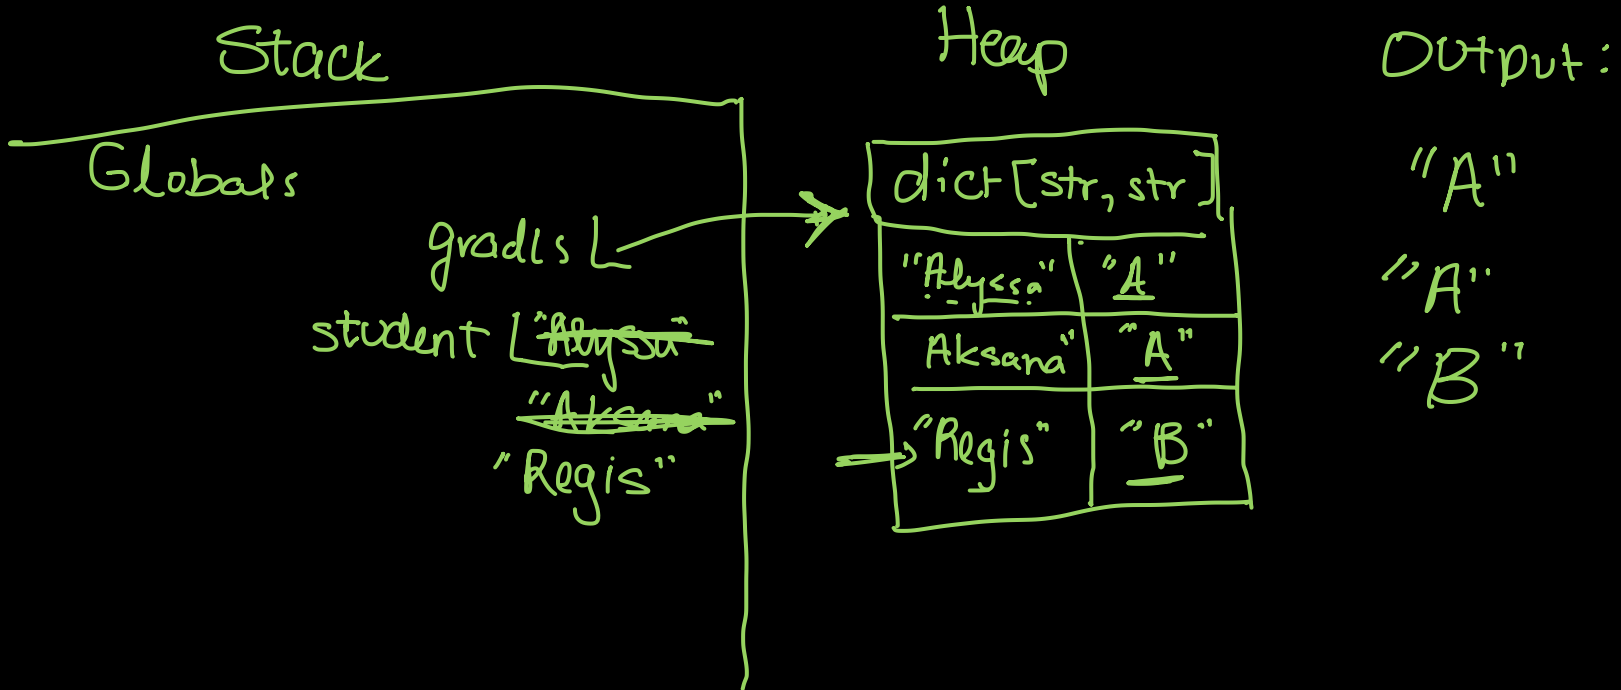 Stack
Globals
grades
student "Alyssa"
"Aksana"
"Regis"
Heap
dict[str, str]
"Alyssa" "A"
Aksana" "A"
"Regis" "B"
Output:
"A"
"A"
"B"